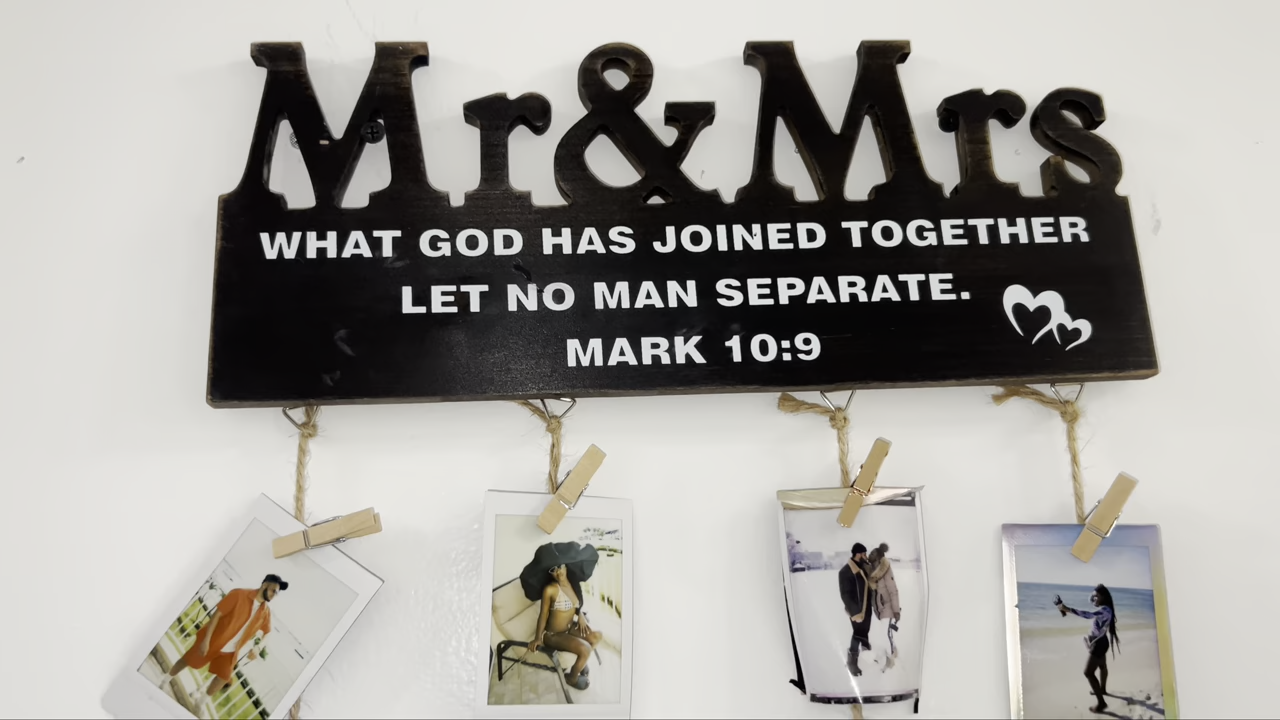 Mr&Mrs
WHAT GOD HAS JOINED TOGETHER
LET NO MAN SEPARATE.
MARK 10:9